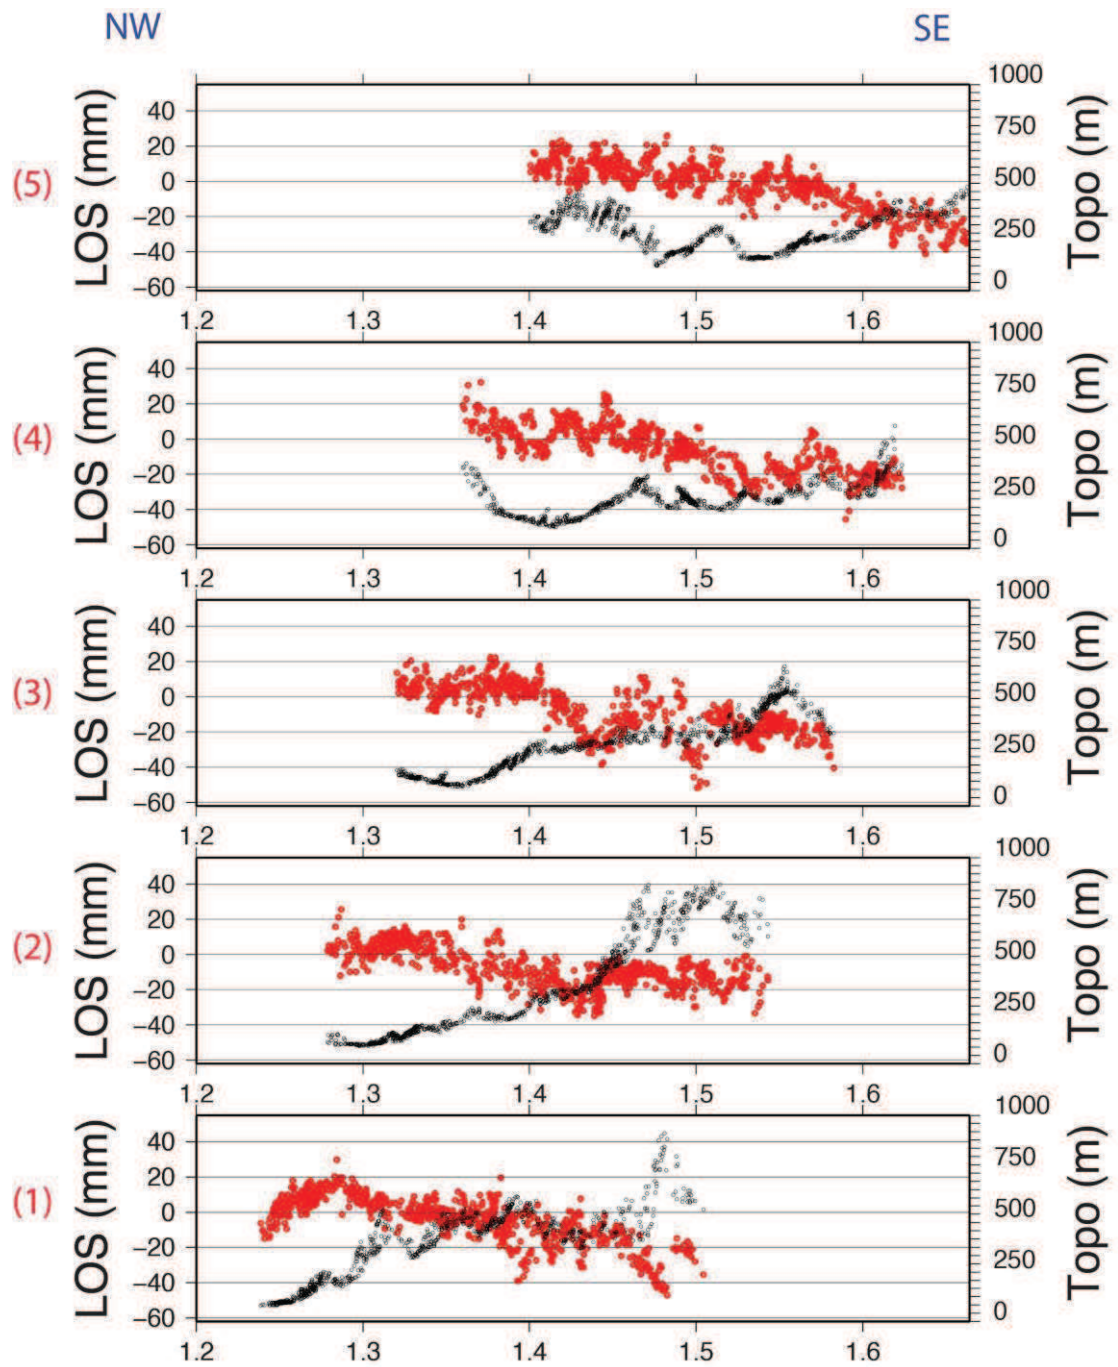 NW SE
(5) LOS (mm) 40 20 0 −20 −40 −60 1000 750 500 250 0 Topo (m)
1.2 1.3 1.4 1.5 1.6
(4) LOS (mm) 40 20 0 −20 −40 −60 1000 750 500 250 0 Topo (m)
1.2 1.3 1.4 1.5 1.6
(3) LOS (mm) 40 20 0 −20 −40 −60 1000 750 500 250 0 Topo (m)
1.2 1.3 1.4 1.5 1.6
(2) LOS (mm) 40 20 0 −20 −40 −60 1000 750 500 250 0 Topo (m)
1.2 1.3 1.4 1.5 1.6
(1) LOS (mm) 40 20 0 −20 −40 −60 1000 750 500 250 0 Topo (m)
1.2 1.3 1.4 1.5 1.6